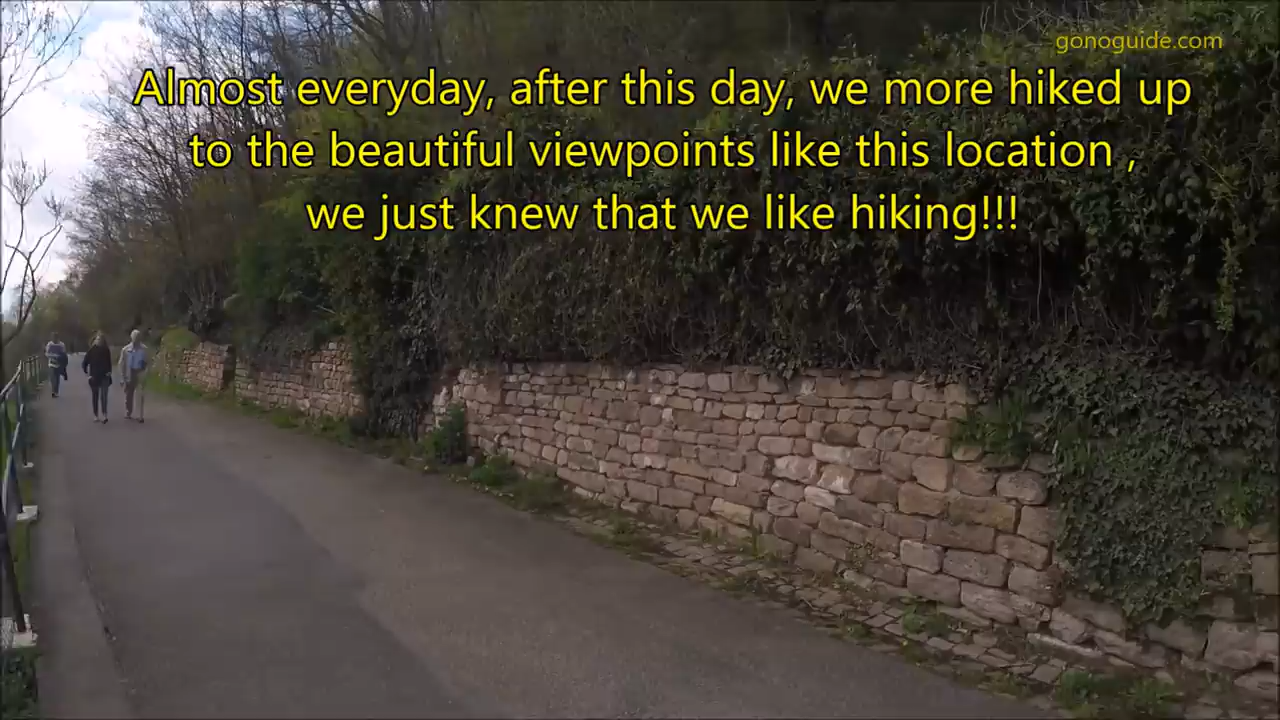 gonoguide.com
Almost everyday, after this day, we more hiked up
to the beautiful viewpoints like this location ,
we just knew that we like hiking!!!